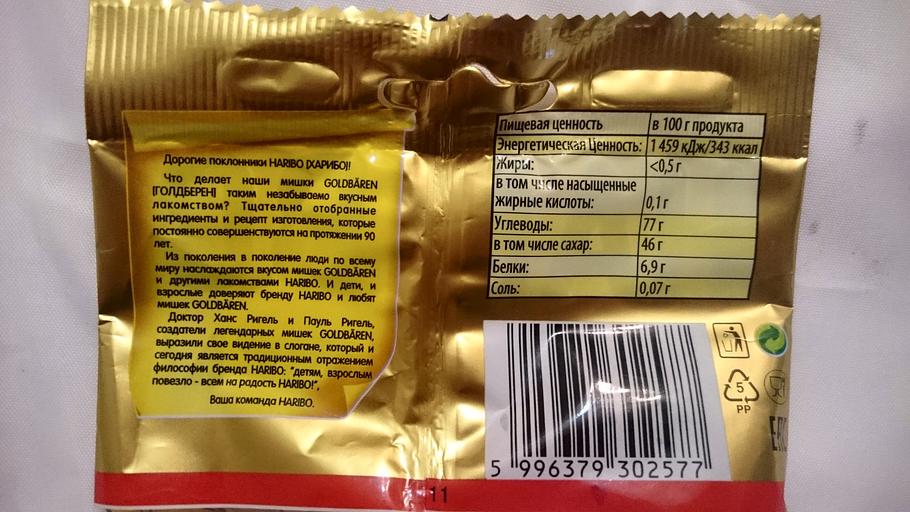 Дорогие поклонники HARIBO (ХАРИБО)!
Что делает наши мишки GOLDBÄREN
(ГОЛДБЕРЕН) таким незабываемо вкусным
лакомством? Тщательно отобранные
ингредиенты и рецепт изготовления, которые
постоянно совершенствуются на протяжении 90
лет.
Из поколения в поколение люди по всему
миру наслаждаются вкусом мишек GOLDBÄREN
и другими лакомствами HARIBO. И дети, и
взрослые доверяют бренду HARIBO и любят
мишек GOLDBÄREN.
Доктор Ханс Ригель и Пауль Ригель,
создатели легендарных мишек GOLDBÄREN,
выразили свое видение в слогане, который и
сегодня является традиционным отражением
философии бренда HARIBO: "детям, взрослым
повезло - всем на радость HARIBO!",
Ваша команда HARIBO.
Пищевая ценность в 100 г продукта
Энергетическая Ценность: 1 459 кДж/343 ккал
Жиры: <0,5 г
в том числе насыщенные
жирные кислоты: 0,1 г
Углеводы: 77 г
в том числе сахар: 46 г
Белки: 6,9 г
Соль: 0,07 г
5 996379 302577
5
PP
11